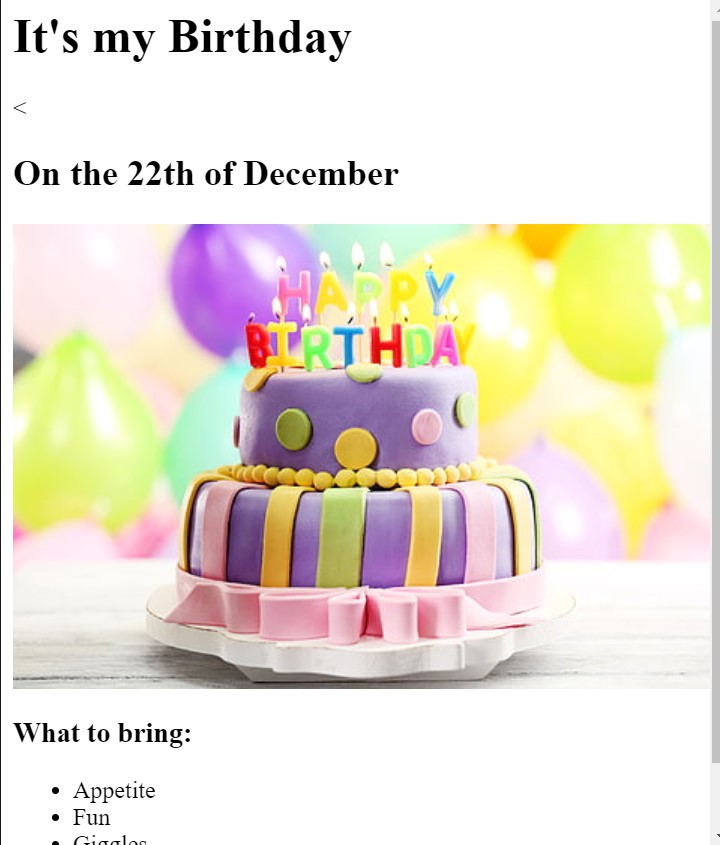 It's my Birthday
<
On the 22th of December
HAPPY
BIRTHDAY
What to bring:
• Appetite
• Fun
• Giggles